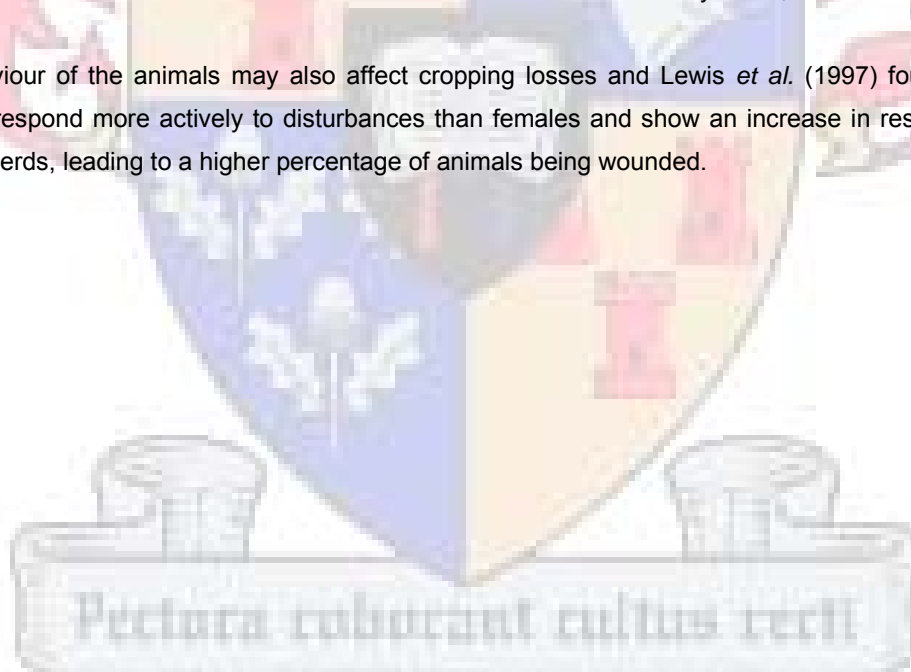 viour of the animals may also affect cropping losses and Lewis et al. (1997) fo
respond more actively to disturbances than females and show an increase in res
erds, leading to a higher percentage of animals being wounded.
Pectora roborant cultus recti